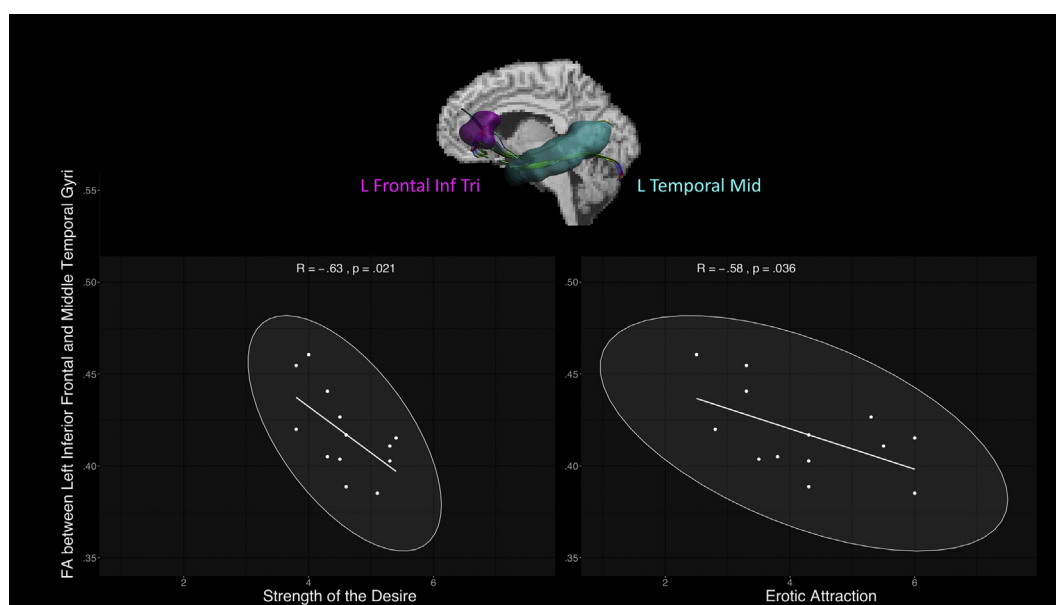 L Frontal Inf Tri
L Temporal Mid
FA between Left Inferior Frontal and Middle Temporal Gyri
.55
.50
.45
.40
.35
R = -.63 , p = .021
2
4
6
Strength of the Desire
R = -.58 , p = .036
.50
.45
.40
.35
2
4
6
Erotic Attraction